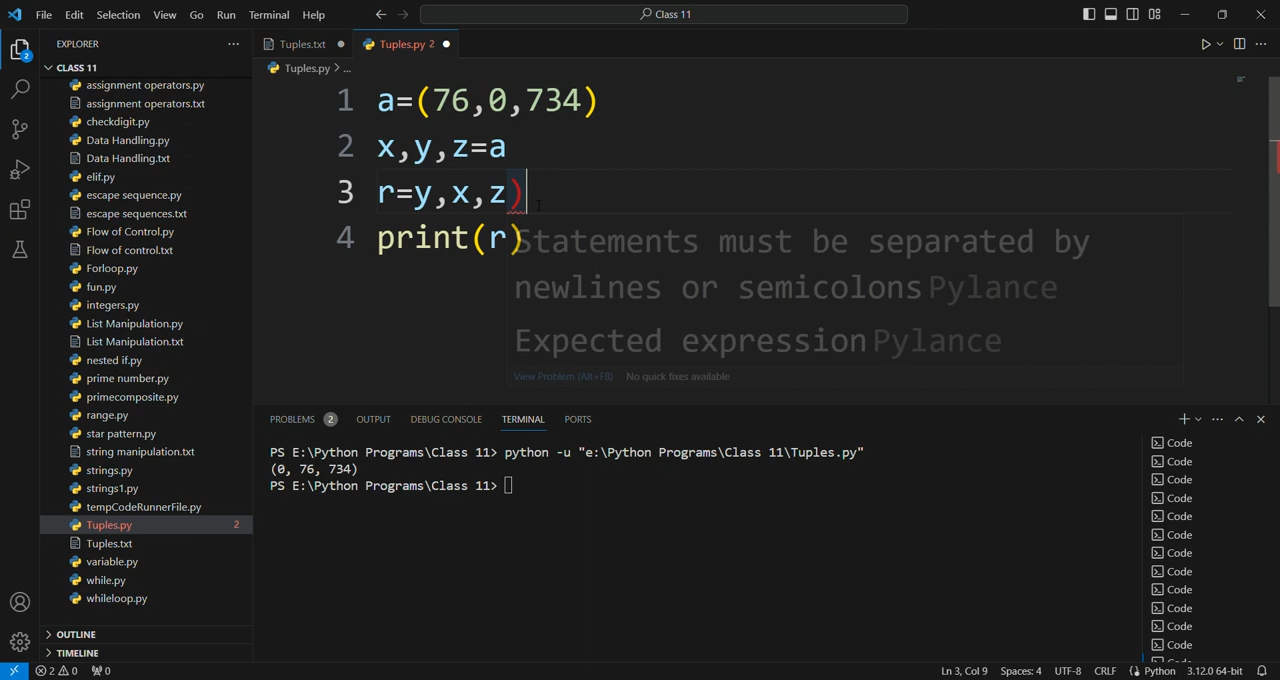 File Edit Selection View Go Run Terminal Help
Class 11
EXPLORER
Tuples.txt
Tuples.py 2
CLASS 11
Tuples.py > ...
2
assignment operators.py
assignment operators.txt
checkdigit.py
Data Handling.py
Data Handling.txt
elif.py
escape sequence.py
escape sequences.txt
Flow of Control.py
Flow of control.txt
Forloop.py
fun.py
integers.py
List Manipulation.py
List Manipulation.txt
nested if.py
prime number.py
primecomposite.py
range.py
star pattern.py
string manipulation.txt
strings.py
strings1.py
tempCodeRunnerFile.py
Tuples.py 2
Tuples.txt
variable.py
while.py
whileloop.py
OUTLINE
TIMELINE
1 a=(76,0,734)
2 x,y,z=a
3 r=y,x,z)
4 print(r)
Statements must be separated by
newlines or semicolons Pylance
Expected expression Pylance
View Problem (Alt+F8) No quick fixes available
PROBLEMS 2 OUTPUT DEBUG CONSOLE TERMINAL PORTS
PS E:\Python Programs\Class 11> python -u "e:\Python Programs\Class 11\Tuples.py"
(0, 76, 734)
PS E:\Python Programs\Class 11>
Code
Code
Code
Code
Code
Code
Code
Code
Code
Code
Code
Code
2 0 0
Ln 3, Col 9 Spaces: 4 UTF-8 CRLF Python 3.12.0 64-bit